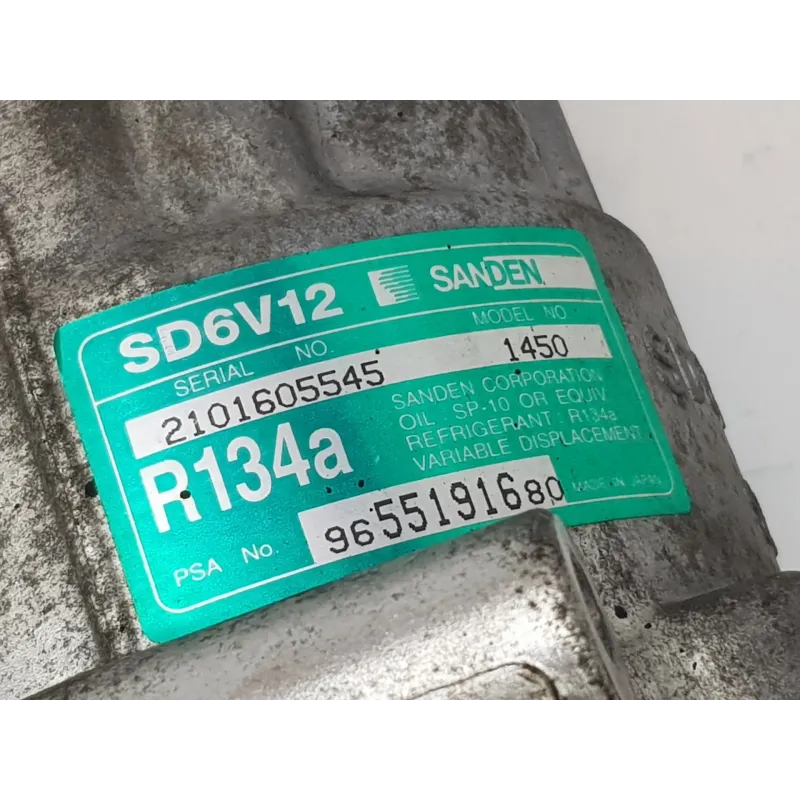 SD6V12 SANDEN
SERIAL NO. MODEL NO
2101605545 1450
R134a
SANDEN CORPORATION
OIL SP-10 OR EQUIV
REFRIGERANT R134a
VARIABLE DISPLACEMENT
MADE IN JAPAN
PSA No. 9655191680